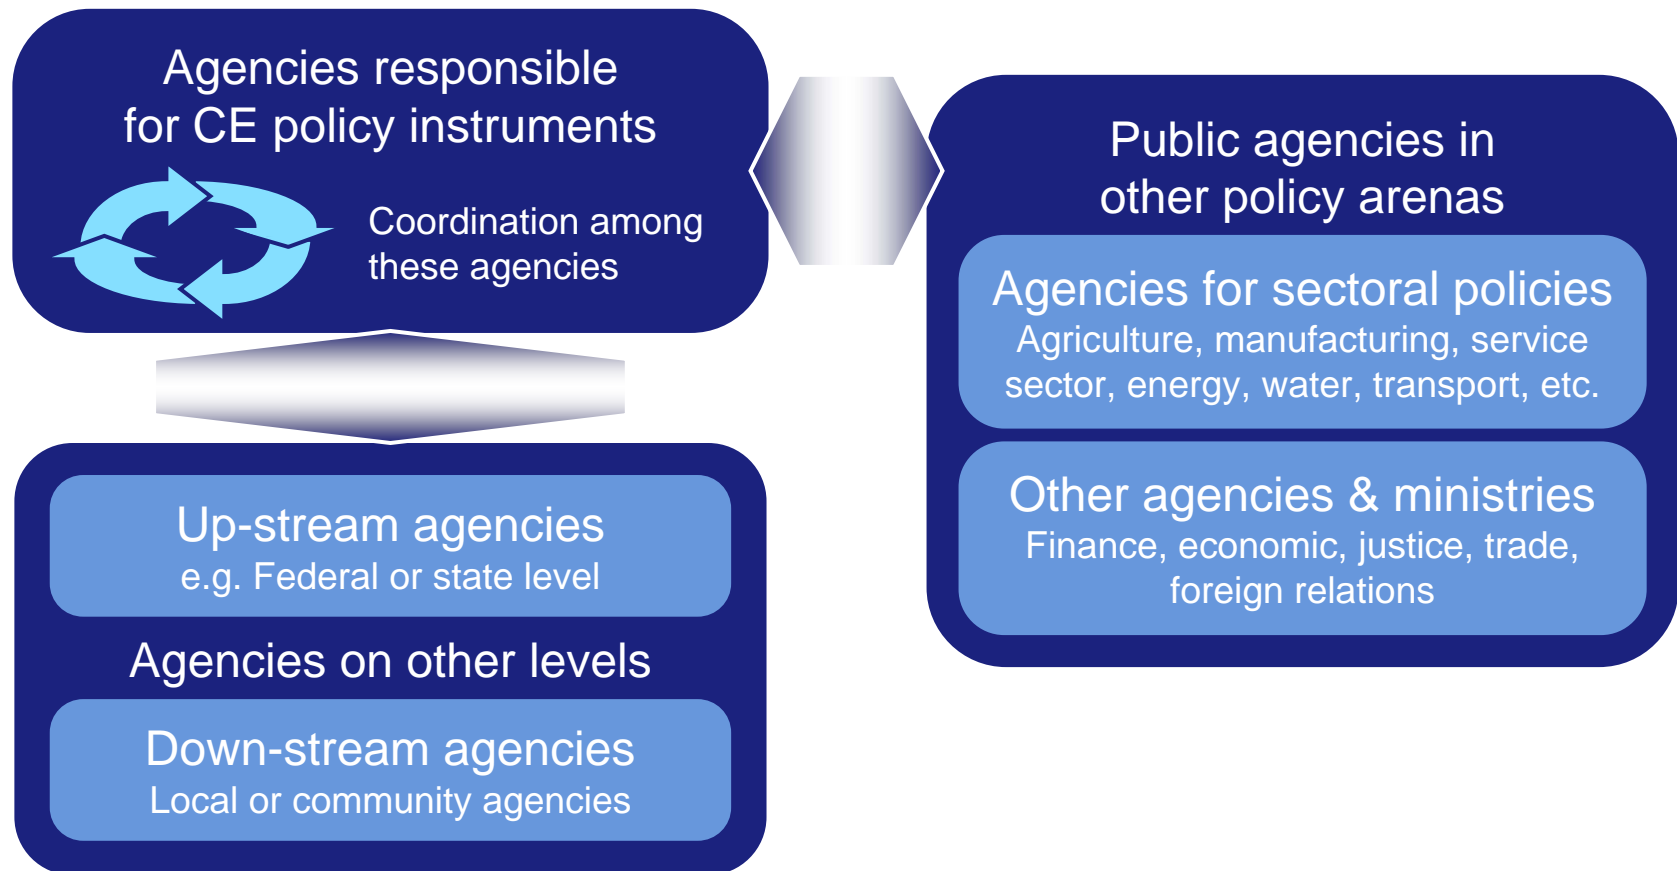 Agencies responsible
for CE policy instruments
Coordination among
these agencies
Public agencies in
other policy arenas
Agencies for sectoral policies
Agriculture, manufacturing, service
sector, energy, water, transport, etc.
Other agencies & ministries
Finance, economic, justice, trade,
foreign relations
Up-stream agencies
e.g. Federal or state level
Agencies on other levels
Down-stream agencies
Local or community agencies